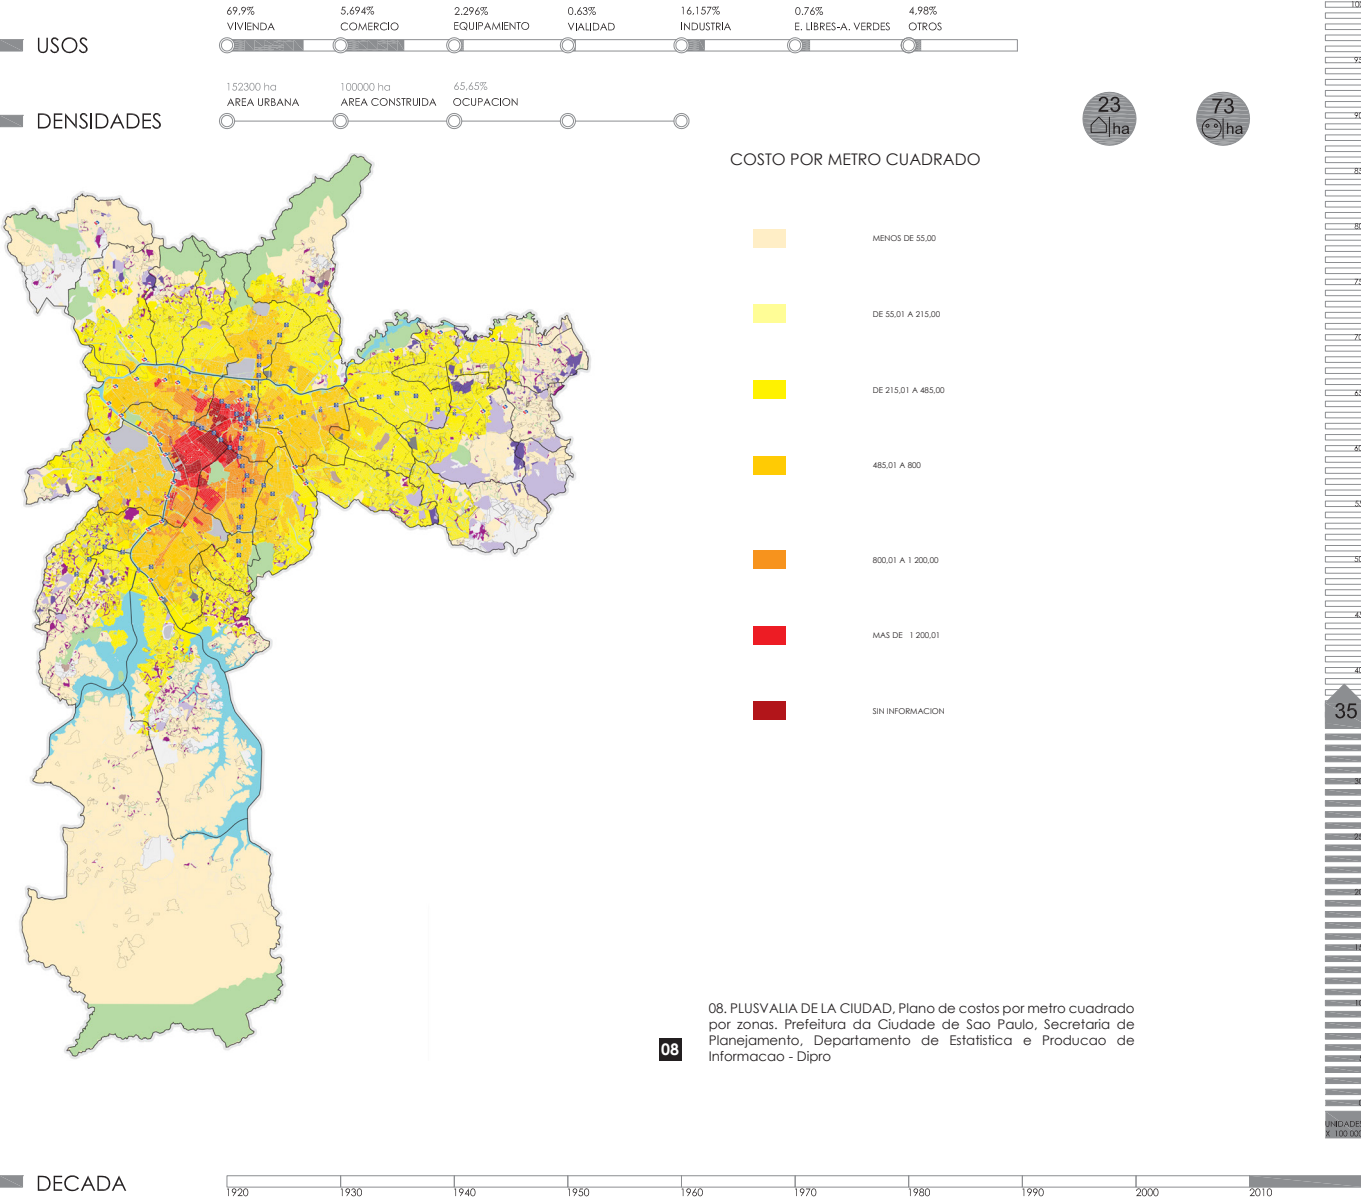 69,9%
VIVIENDA
5,694%
COMERCIO
2,296%
EQUIPAMIENTO
0,63%
VIALIDAD
16,157%
INDUSTRIA
0,76%
E. LIBRES-A. VERDES
4,98%
OTROS
USOS
152300 ha
AREA URBANA
100000 ha
AREA CONSTRUIDA
65,65%
OCUPACION
DENSIDADES
23
ha
73
ha
COSTO POR METRO CUADRADO
MENOS DE 55,00
DE 55,01 A 215,00
DE 215,01 A 485,00
485,01 A 800
800,01 A 1 200,00
MAS DE 1 200,01
SIN INFORMACION
35
UNIDADES
X 100 000
08
08. PLUSVALIA DE LA CIUDAD, Plano de costos por metro cuadrado
por zonas. Prefeitura da Ciudade de Sao Paulo, Secretaria de
Planejamento, Departamento de Estatistica e Producao de
Informacao - Dipro
DECADA
1920
1930
1940
1950
1960
1970
1980
1990
2000
2010